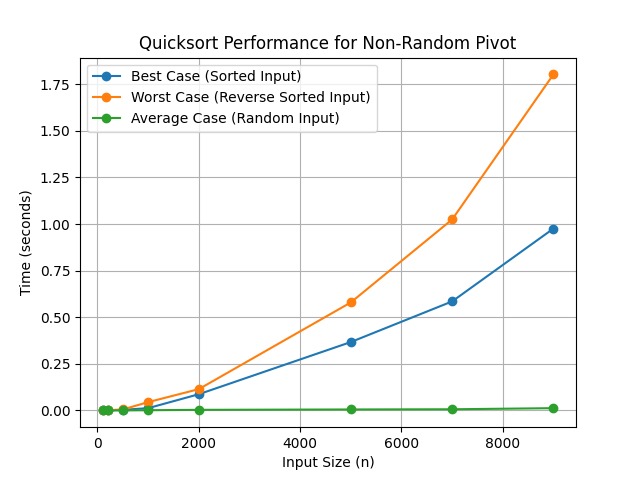 Quicksort Performance for Non-Random Pivot
Best Case (Sorted Input)
Worst Case (Reverse Sorted Input)
Average Case (Random Input)
Time (seconds)
1.75
1.50
1.25
1.00
0.75
0.50
0.25
0.00
0 2000 4000 6000 8000
Input Size (n)